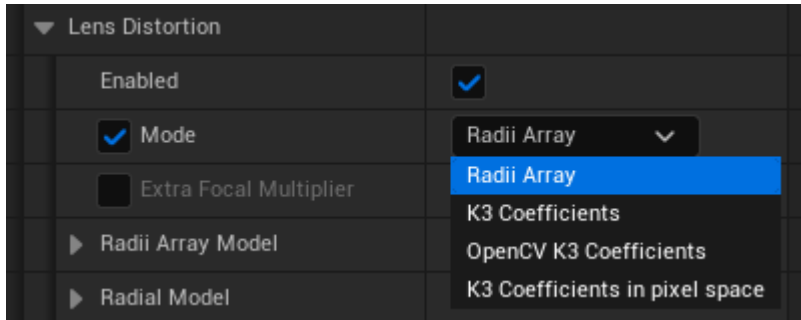 Lens Distortion
Enabled
Mode
Radii Array
Radii Array
Extra Focal Multiplier
K3 Coefficients
Radii Array Model
OpenCV K3 Coefficients
Radial Model
K3 Coefficients in pixel space